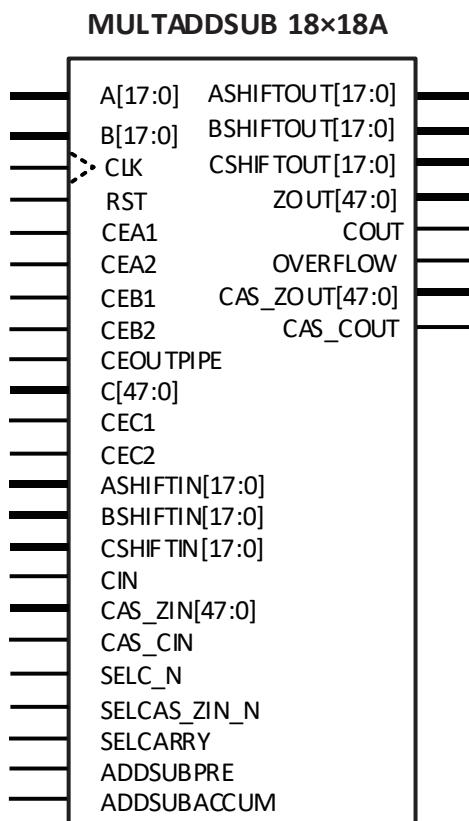 MULTADDSUB 18×18A
A[17:0] ASHIFTOUT[17:0]
B[17:0] BSHIFTOUT[17:0]
CLK CSHIFTOUT[17:0]
RST ZOUT[47:0]
CEA1 COUT
CEA2 OVERFLOW
CEB1 CAS_ZOUT[47:0]
CEB2 CAS_COUT
CEOUTPIPE
C[47:0]
CEC1
CEC2
ASHIFTIN[17:0]
BSHIFTIN[17:0]
CSHIFTIN[17:0]
CIN
CAS_ZIN[47:0]
CAS_CIN
SELC_N
SELCAS_ZIN_N
SELCARRY
ADDSUBPRE
ADDSUBACCUM